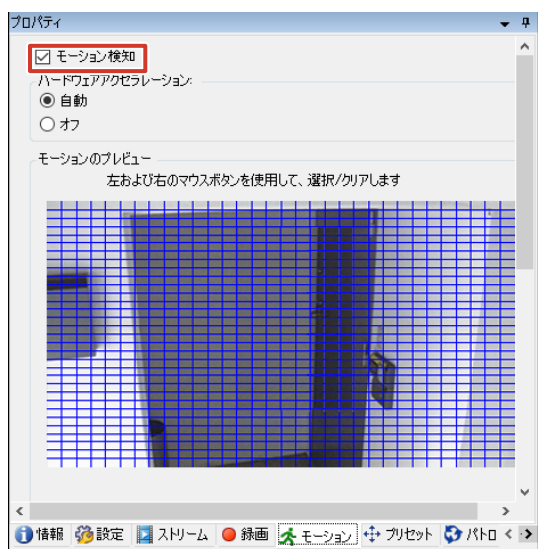 プロパティ
モーション検知
ハードウェアアクセラレーション:
自動
オフ
モーションのプレビュー
左および右のマウスボタンを使用して、選択/クリアします
情報 設定 ストリーム 録画 モーション プリセット パトロ